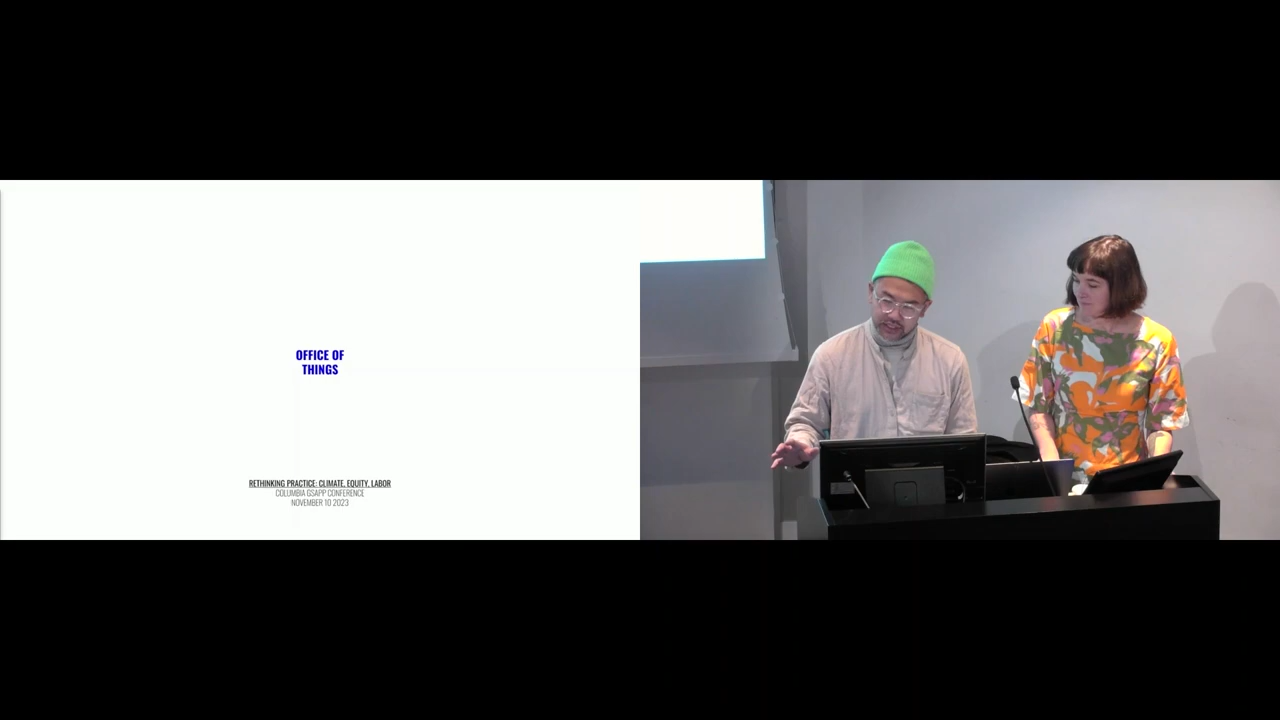 OFFICE OF
THINGS
RETHINKING PRACTICE: CLIMATE, EQUITY, LABOR
COLUMBIA GSAPP CONFERENCE
NOVEMBER 10 2023